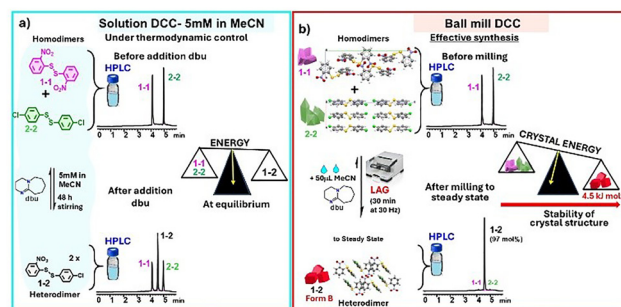 a) Solution DCC- 5mM in MeCN
Homodimers
Under thermodynamic control
Before addition dbu
NO₂
S
S
1-1
NO₂
+
Cl
S
S
Cl
2-2
HPLC
1-1
2-2
0 1 2 3 4 5 min
5mM
in MeCN
48 h
stirring
dbu
After addition
dbu
ENERGY
1-1
2-2
1-2
At equilibrium
NO₂
2 x
S
S
Cl
1-2
Heterodimer
HPLC
1-2
1-1
2-2
0 1 2 3 4 5 min
b) Ball mill DCC
Homodimers
Effective synthesis
Before milling
1-1
+
2-2
HPLC
1-1
2-2
0 1 2 3 4 5 min
+ 50μL MeCN
dbu
LAG
(30 min
at 30 Hz)
After milling to
steady state
CRYSTAL ENERGY
4.5 kJ mol
Stability of
crystal structure
to Steady State
1-2
Form B
Heterodimer
HPLC
1-2
(97 mol%)
1-1
2-2
0 1 2 3 4 5 min